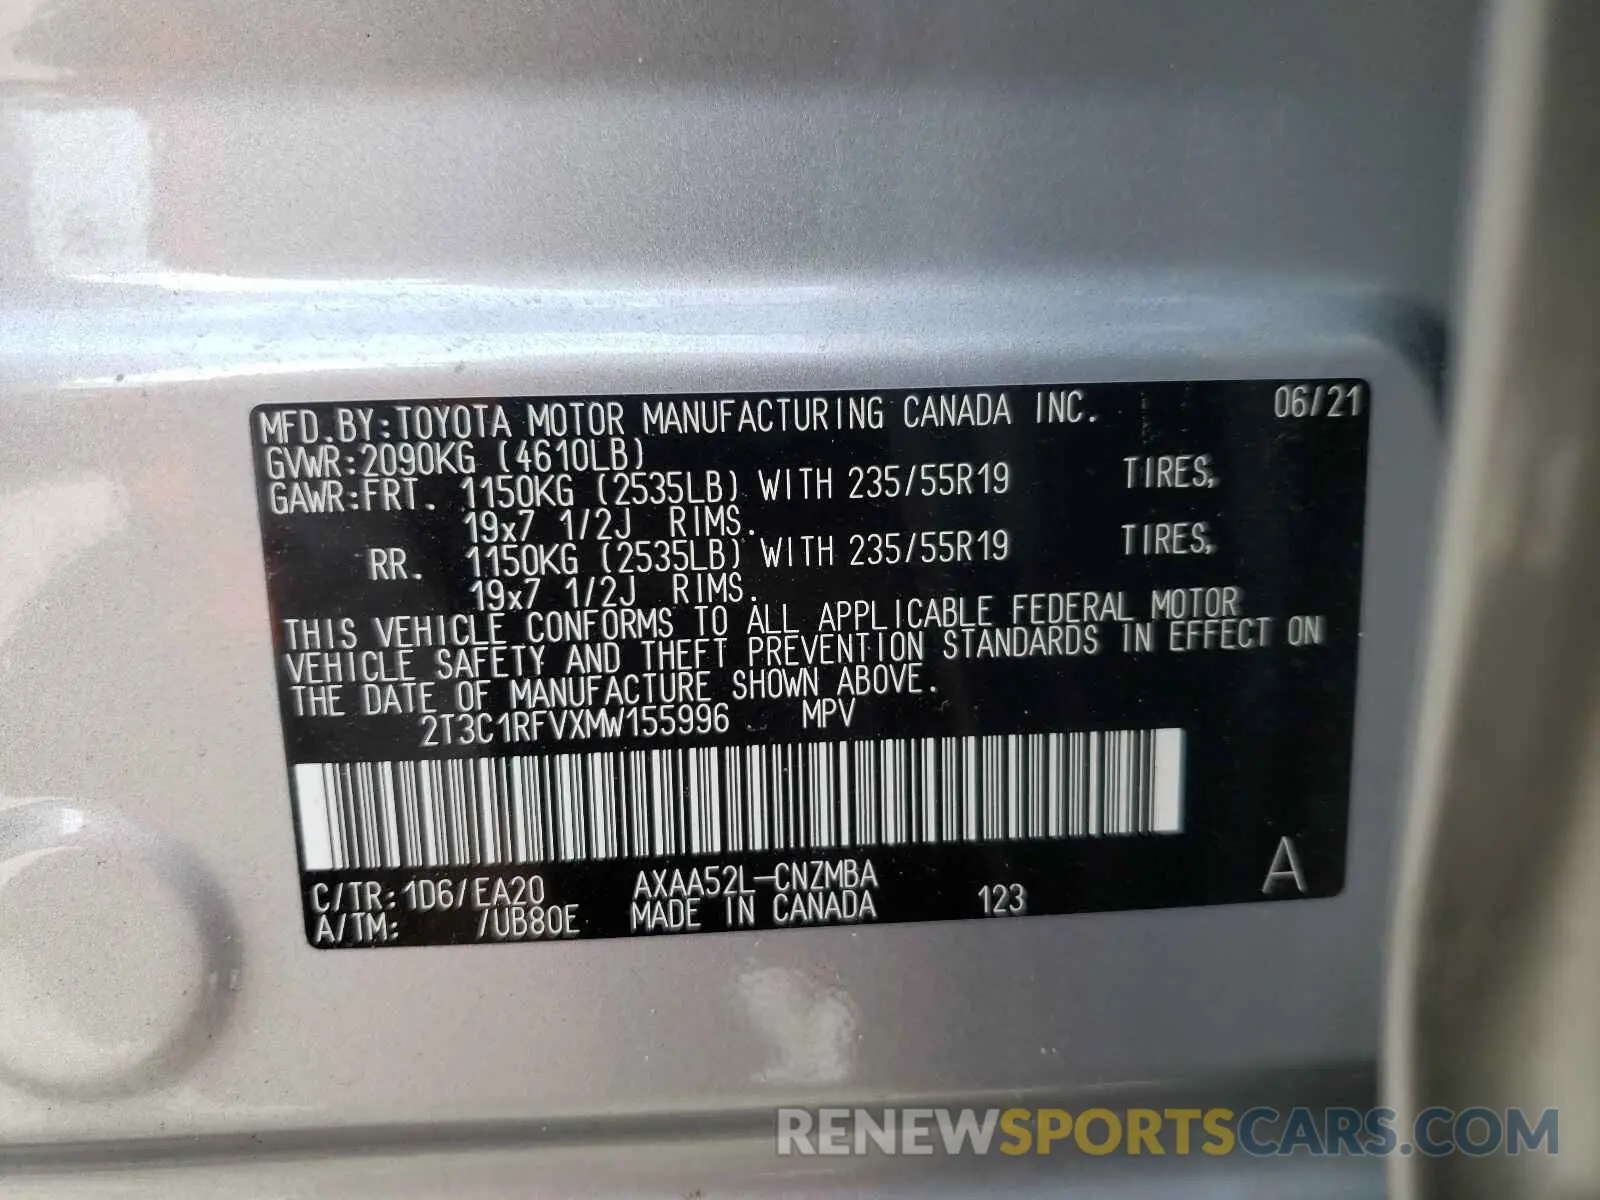 MFD.BY:TOYOTA MOTOR MANUFACTURING CANADA INC. 06/21
GVWR:2090KG (4610LB)
GAWR:FRT. 1150KG (2535LB) WITH 235/55R19 TIRES,
19x7 1/2J RIMS.
RR. 1150KG (2535LB) WITH 235/55R19 TIRES,
19x7 1/2J RIMS.
THIS VEHICLE CONFORMS TO ALL APPLICABLE FEDERAL MOTOR
VEHICLE SAFETY AND THEFT PREVENTION STANDARDS IN EFFECT ON
THE DATE OF MANUFACTURE SHOWN ABOVE.
2T3C1RFVXMW155996 MPV
C/TR:1D6/EA20 AXAA52L-CNZMBA A
A/TM: /UB80E MADE IN CANADA 123
RENEWSPORTSCARS.COM